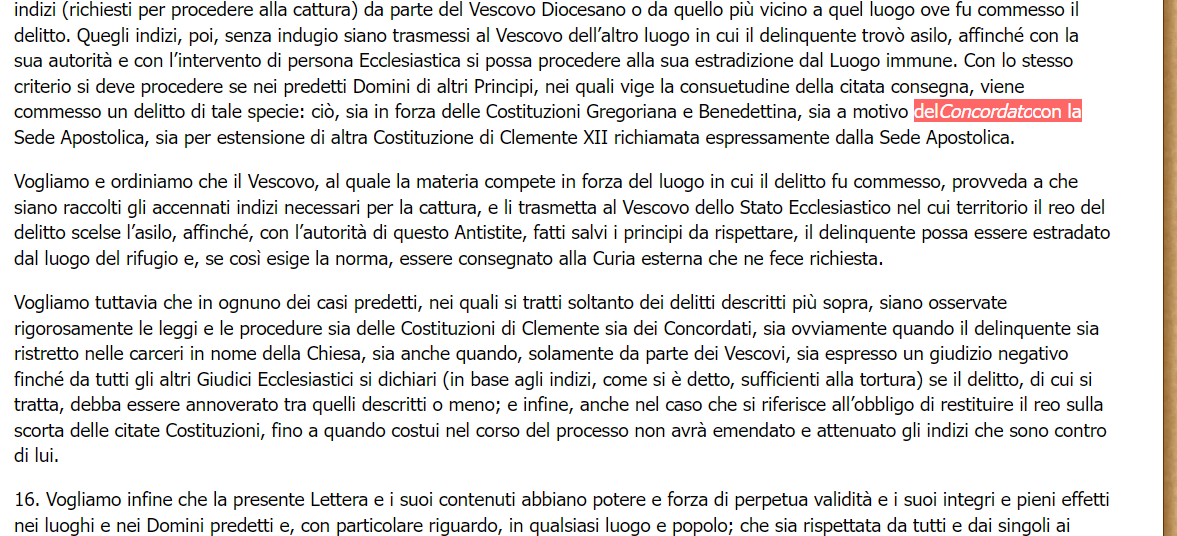 indizi (richiesti per procedere alla cattura) da parte del Vescovo Diocesano o da quello più vicino a quel luogo ove fu commesso il
delitto. Quegli indizi, poi, senza indugio siano trasmessi al Vescovo dell’altro luogo in cui il delinquente trovò asilo, affinché con la
sua autorità e con l’intervento di persona Ecclesiastica si possa procedere alla sua estradizione dal Luogo immune. Con lo stesso
criterio si deve procedere se nei predetti Domini di altri Principi, nei quali vige la consuetudine della citata consegna, viene
commesso un delitto di tale specie: ciò, sia in forza delle Costituzioni Gregoriana e Benedettina, sia a motivo delConcordatocon la
Sede Apostolica, sia per estensione di altra Costituzione di Clemente XII richiamata espressamente dalla Sede Apostolica.
Vogliamo e ordiniamo che il Vescovo, al quale la materia compete in forza del luogo in cui il delitto fu commesso, provveda a che
siano raccolti gli accennati indizi necessari per la cattura, e li trasmetta al Vescovo dello Stato Ecclesiastico nel cui territorio il reo del
delitto scelse l’asilo, affinché, con l’autorità di questo Antistite, fatti salvi i principi da rispettare, il delinquente possa essere estradato
dal luogo del rifugio e, se così esige la norma, essere consegnato alla Curia esterna che ne fece richiesta.
Vogliamo tuttavia che in ognuno dei casi predetti, nei quali si tratti soltanto dei delitti descritti più sopra, siano osservate
rigorosamente le leggi e le procedure sia delle Costituzioni di Clemente sia dei Concordati, sia ovviamente quando il delinquente sia
ristretto nelle carceri in nome della Chiesa, sia anche quando, solamente da parte dei Vescovi, sia espresso un giudizio negativo
finché da tutti gli altri Giudici Ecclesiastici si dichiari (in base agli indizi, come si è detto, sufficienti alla tortura) se il delitto, di cui si
tratta, debba essere annoverato tra quelli descritti o meno; e infine, anche nel caso che si riferisce all’obbligo di restituire il reo sulla
scorta delle citate Costituzioni, fino a quando costui nel corso del processo non avrà emendato e attenuato gli indizi che sono contro
di lui.
16. Vogliamo infine che la presente Lettera e i suoi contenuti abbiano potere e forza di perpetua validità e i suoi integri e pieni effetti
nei luoghi e nei Domini predetti e, con particolare riguardo, in qualsiasi luogo e popolo; che sia rispettata da tutti e dai singoli ai